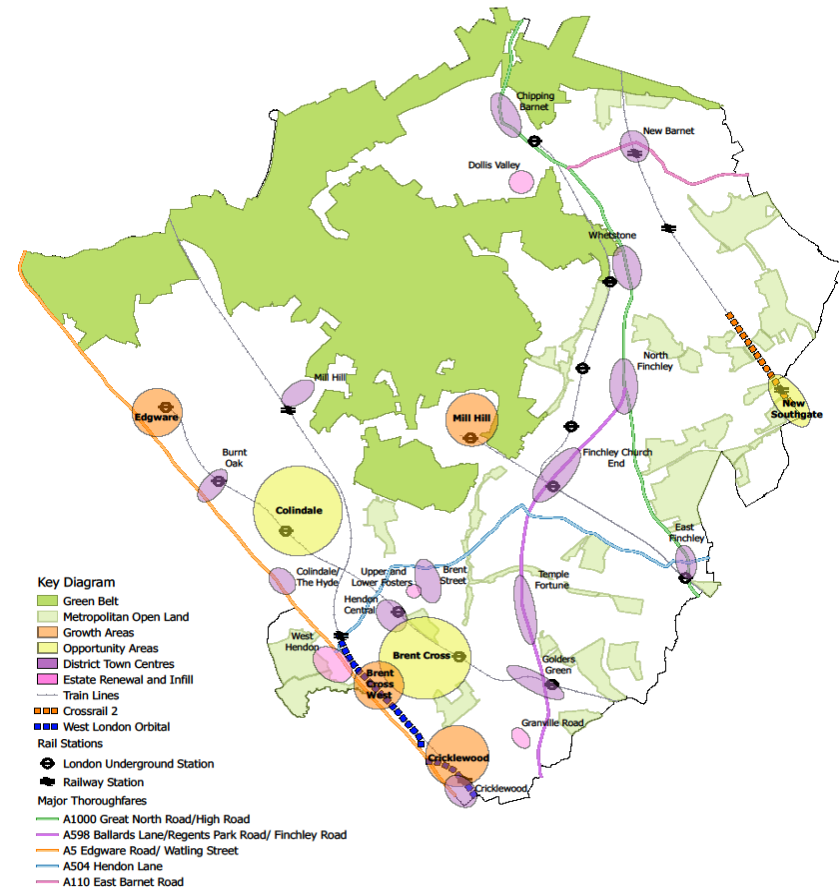 Chipping
Barnet
New Barnet
Dollis Valley
Whetstone
North
Finchley
Mill Hill
Edgware
Mill Hill
New
Southgate
Burnt
Oak
Finchley Church
End
Colindale
East
Finchley
Colindale/
The Hyde
Upper and
Lower Fosters
Brent
Street
Temple
Fortune
Hendon
Central
West
Hendon
Brent Cross
Brent
Cross
West
Golders
Green
Granville Road
Cricklewood
Cricklewood
Key Diagram
Green Belt
Metropolitan Open Land
Growth Areas
Opportunity Areas
District Town Centres
Estate Renewal and Infill
Train Lines
Crossrail 2
West London Orbital
Rail Stations
London Underground Station
Railway Station
Major Thoroughfares
A1000 Great North Road/High Road
A598 Ballards Lane/Regents Park Road/ Finchley Road
A5 Edgware Road/ Watling Street
A504 Hendon Lane
A110 East Barnet Road